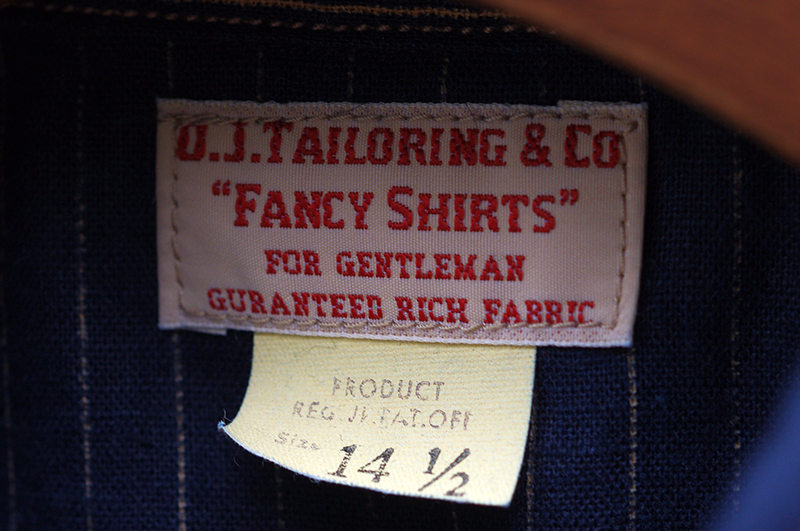 O.J.TAILORING & CO
"FANCY SHIRTS"
FOR GENTLEMAN
GURANTEED RICH FABRIC
PRODUCT
REG. JP.PAT.OFF
Size 14 ½